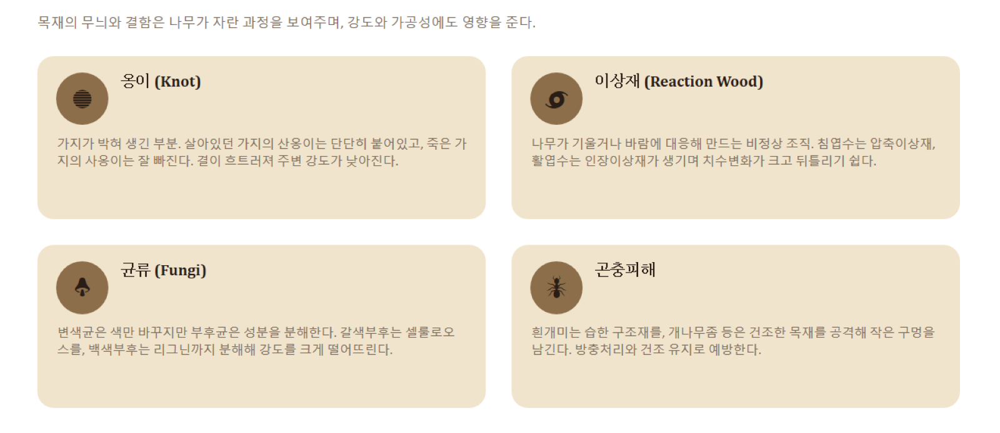 목재의 무늬와 결함은 나무가 자란 과정을 보여주며, 강도와 가공성에도 영향을 준다.
옹이 (Knot)
가지가 박혀 생긴 부분. 살아있던 가지의 산옹이는 단단히 붙어있고, 죽은 가
지의 사옹이는 잘 빠진다. 결이 흐트러져 주변 강도가 낮아진다.
이상재 (Reaction Wood)
나무가 기울거나 바람에 대응해 만드는 비정상 조직. 침엽수는 압축이상재,
활엽수는 인장이상재가 생기며 치수변화가 크고 뒤틀리기 쉽다.
균류 (Fungi)
변색균은 색만 바꾸지만 부후균은 성분을 분해한다. 갈색부후는 셀룰로오
스를, 백색부후는 리그닌까지 분해해 강도를 크게 떨어뜨린다.
곤충피해
흰개미는 습한 구조재를, 개나무좀 등은 건조한 목재를 공격해 작은 구멍을
남긴다. 방충처리와 건조 유지로 예방한다.